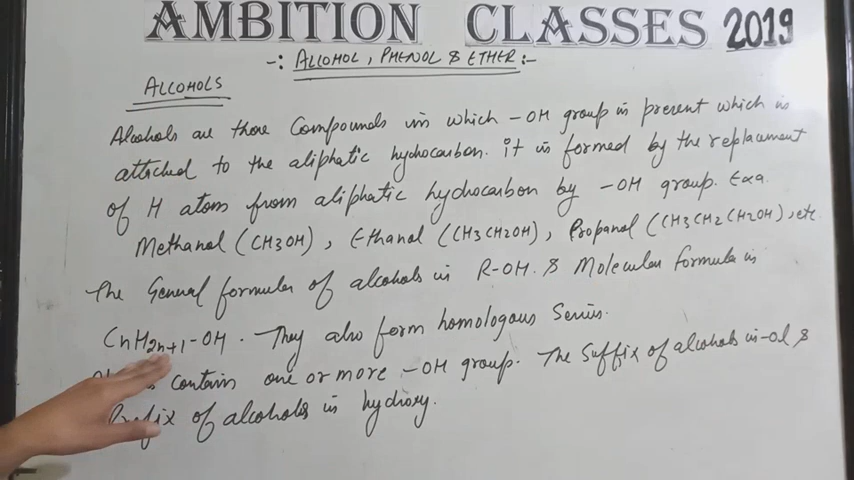 AMBITION CLASSES 2019
-: ALCOHOL, PHENOL & ETHER:-
ALCOHOLS
Alcohols are those Compounds in which -OH group is present which is
attached to the aliphatic hydrocarbon. it is formed by the replacement
of H atoms from aliphatic hydrocarbon by -OH group. Exa.
Methanol (CH3OH), Ethanol (CH3CH2OH), Propanol (CH3CH2CH2OH), etc.
The General formula of alcohols is R-OH. & Molecular formula is
CnH2n+1-OH. They also form homologous Series.
contain one or more -OH group. The Suffix of alcohols is -ol &
Prefix of alcohols is hydroxy.